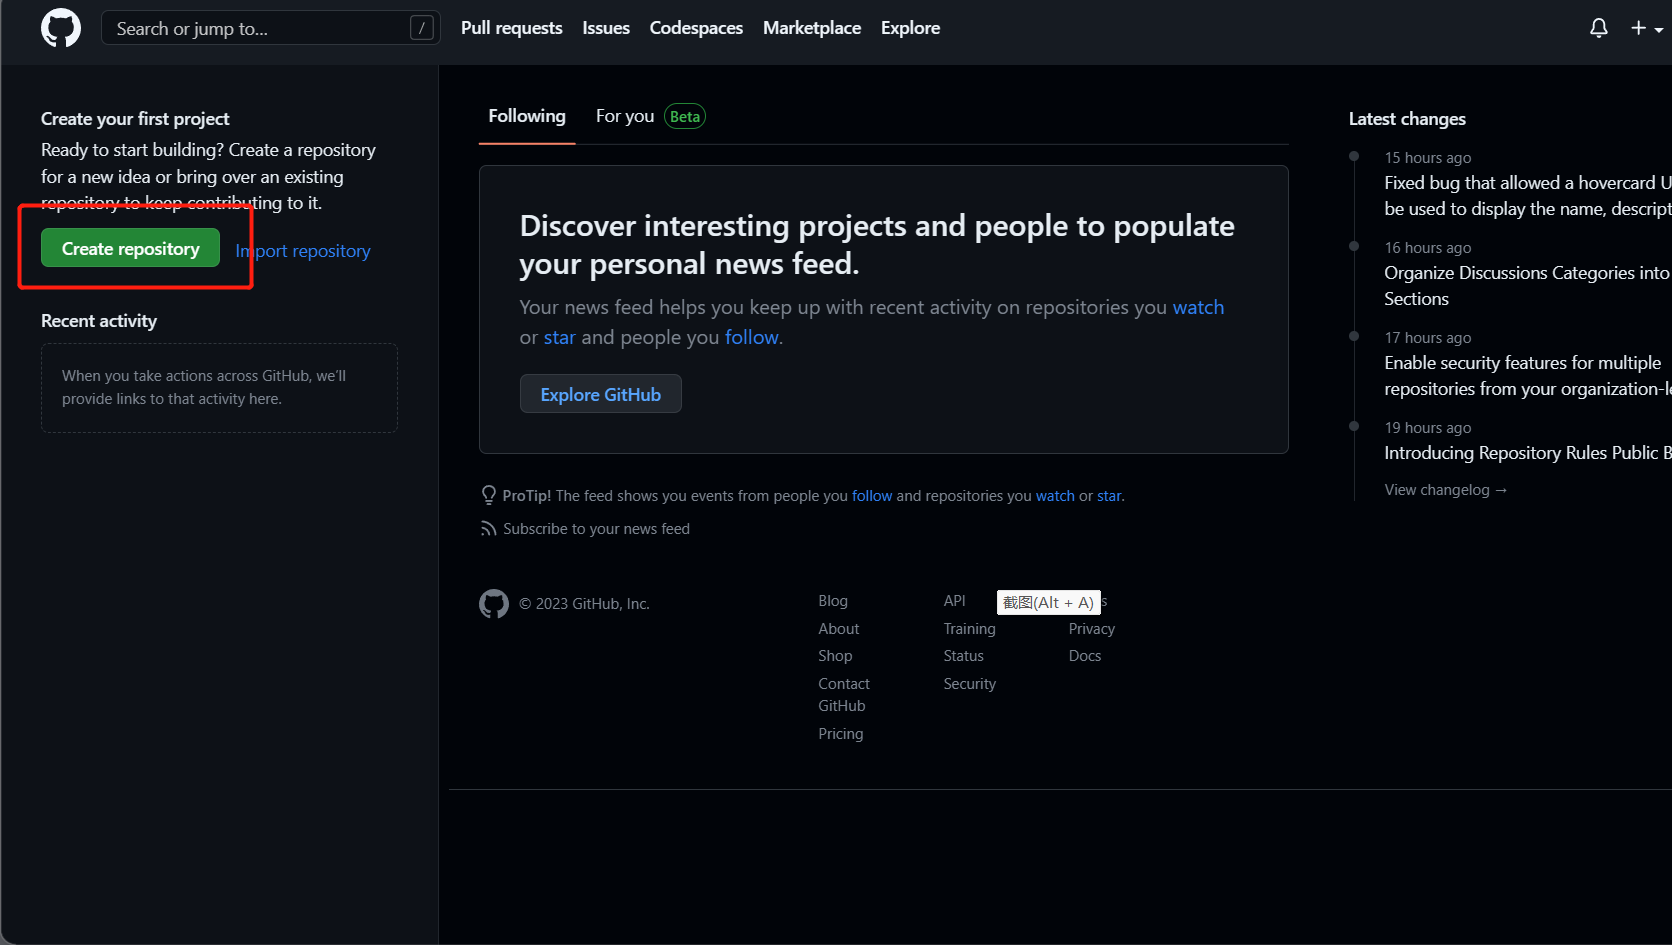 Search or jump to... /
Pull requests
Issues
Codespaces
Marketplace
Explore
Create your first project
Ready to start building? Create a repository
for a new idea or bring over an existing
repository to keep contributing to it.
Create repository
Import repository
Recent activity
When you take actions across GitHub, we'll
provide links to that activity here.
Following
For you Beta
Discover interesting projects and people to populate
your personal news feed.
Your news feed helps you keep up with recent activity on repositories you watch
or star and people you follow.
Explore GitHub
ProTip! The feed shows you events from people you follow and repositories you watch or star.
Subscribe to your news feed
© 2023 GitHub, Inc.
Blog
About
Shop
Contact
GitHub
Pricing
API
Training
Status
Security
截图(Alt + A)
Privacy
Docs
Latest changes
15 hours ago
Fixed bug that allowed a hovercard
be used to display the name,
16 hours ago
Organize Discussions Categories into
Sections
17 hours ago
Enable security features for multiple
repositories from your
19 hours ago
Introducing Repository Rules Public
View changelog →